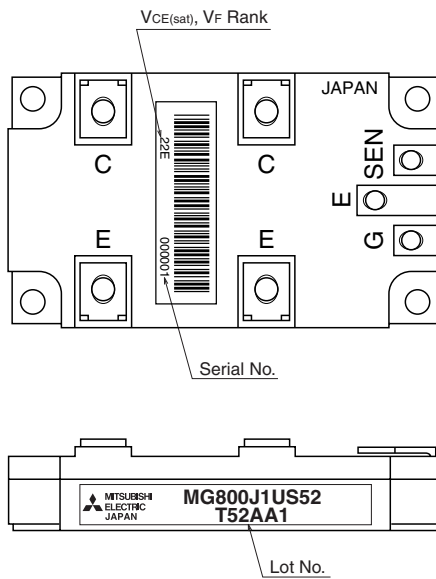 VCE(sat), VF Rank
JAPAN
22E
C
C
SEN
E
E
E
G
000001
Serial No.
MITSUBISHI
ELECTRIC
JAPAN
MG800J1US52
T52AA1
Lot No.